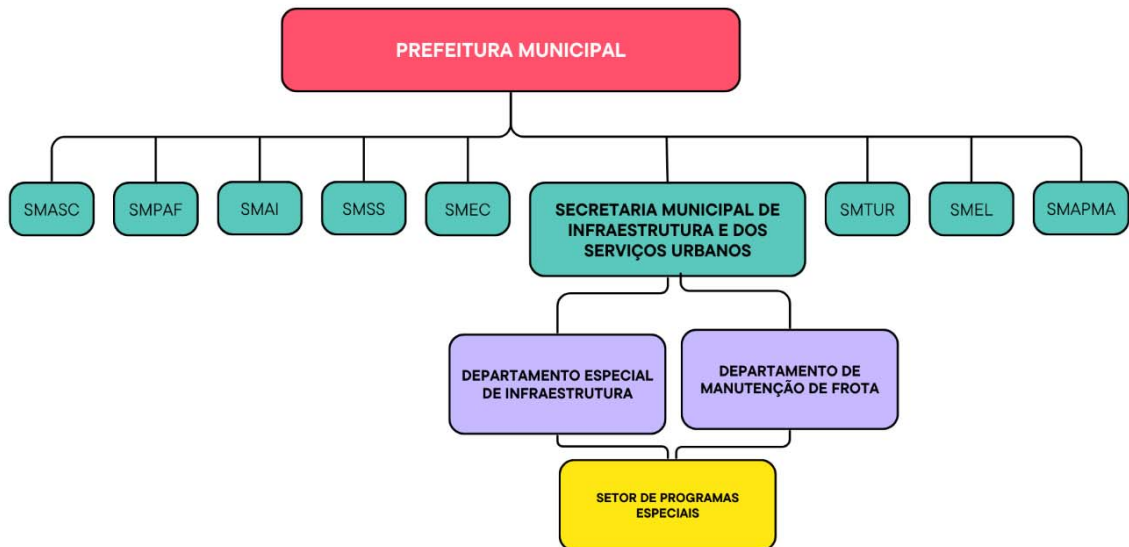 PREFEITURA MUNICIPAL
SMASC
SMPAF
SMAI
SMSS
SMEC
SECRETARIA MUNICIPAL DE
INFRAESTRUTURA E DOS
SERVIÇOS URBANOS
SMTUR
SMEL
SMAPMA
DEPARTAMENTO ESPECIAL
DE INFRAESTRUTURA
DEPARTAMENTO DE
MANUTENÇÃO DE FROTA
SETOR DE PROGRAMAS
ESPECIAIS